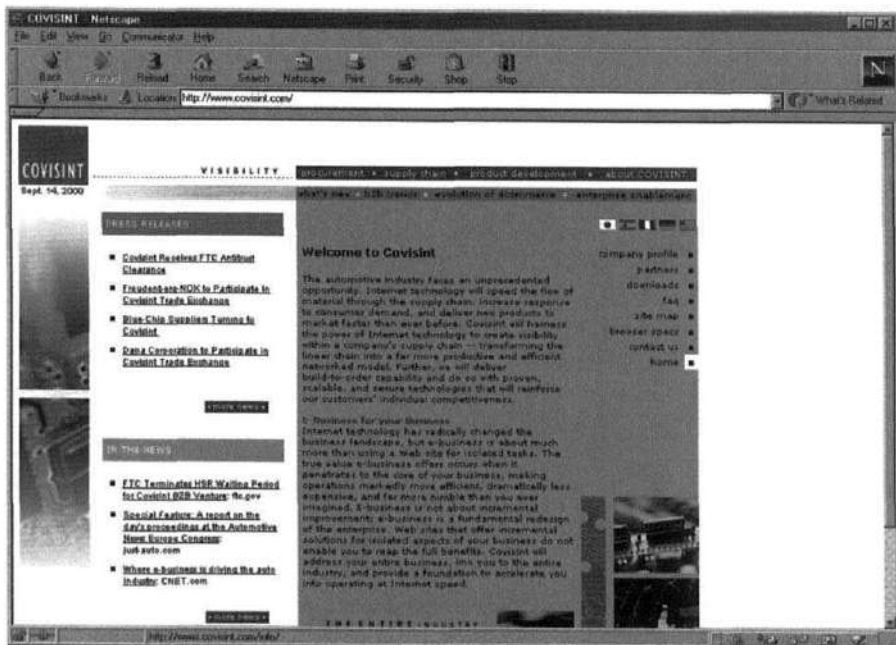 COVISINT - Netscape
File Edit View Go Communicator Help
Back Forward Reload Home Search Netscape Print Security Shop Stop
N
Bookmarks Location: http://www.covisint.com/ What's Related
COVISINT
Sept. 14, 2000
VISIBILITY
procurement supply chain product development about COVISINT
what's new b2b trends evolution of ecommerce enterprise enablement
PRESS RELEASES
Covisint Receives FTC Antitrust
Clearance
Freudenberg-NOK to Participate in
Covisint Trade Exchange
Blue-Chip Suppliers Turning to
Covisint
Dana Corporation to Participate in
Covisint Trade Exchange
more news
IN THE NEWS
FTC Terminates HSR Waiting Period
for Covisint B2B Venture: ftc.gov
Special Feature: A report on the
day's proceedings at the Automotive
News Europe Congress:
just-auto.com
Where e-business is driving the auto
industry: CNET.com
more news
Welcome to Covisint
The automotive industry faces an unprecedented
opportunity. Internet technology will speed the flow of
material through the supply chain, increase response
to consumer demand, and deliver new products to
market faster than ever before. Covisint will harness
the power of Internet technology to create visibility
within a company's supply chain -- transforming the
linear chain into a far more productive and efficient
networked model. Further, we will deliver
build-to-order capability and do so with proven,
scalable, and secure technologies that will reinforce
our customers' individual competitiveness.
E-Business for your Business
Internet technology has radically changed the
business landscape, but e-business is about much
more than using a web site for isolated tasks. The
true value e-business offers occurs when it
penetrates to the core of your business, making
operations markedly more efficient, dramatically less
expensive, and far more nimble than you ever
imagined. E-business is not about incremental
improvement; e-business is a fundamental redesign
of the enterprise. Web sites that offer incremental
solutions for isolated aspects of your business do not
enable you to reap the full benefits. Covisint will
address your entire business, link you to the entire
industry, and provide a foundation to accelerate you
into operating at Internet speed.
THE ENTIRE INDUSTRY
company profile
partners
downloads
faq
site map
browser specs
contact us
home
http://www.covisint.com/info/